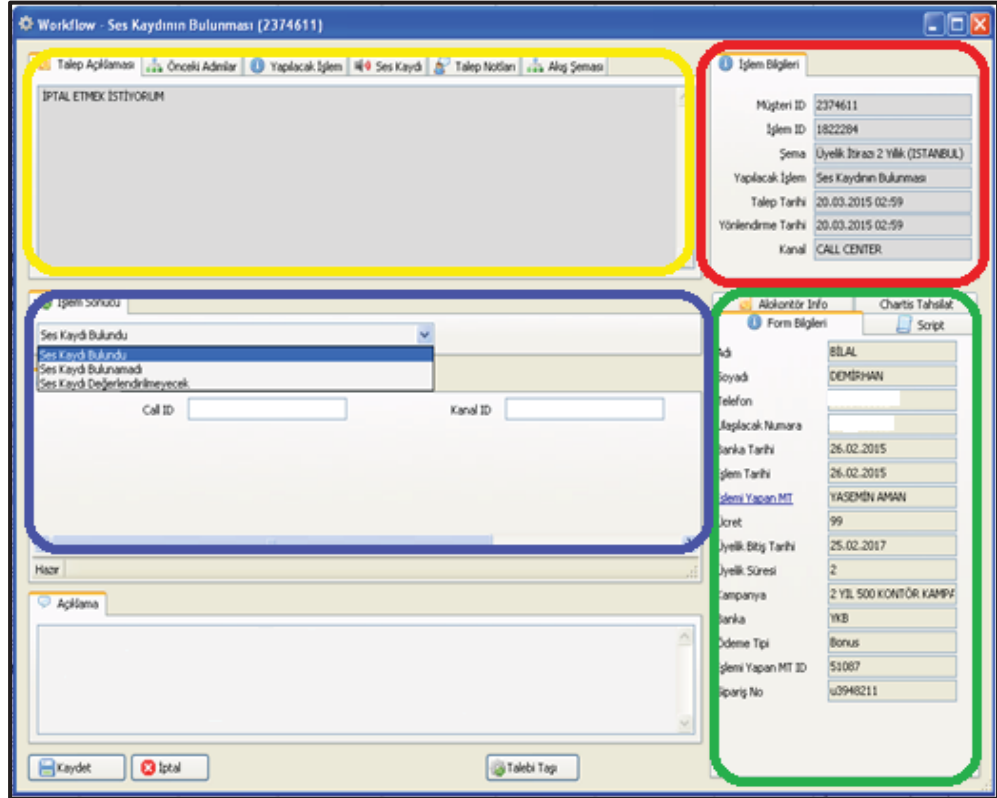 Workflow - Ses Kaydının Bulunması (2374611)
Talep Açıklaması Önceki Adımlar Yapılacak İşlem Ses Kaydı Talep Notları Akış Şeması
İPTAL ETMEK İSTİYORUM
İşlem Bilgileri
Müşteri ID 2374611
İşlem ID 1822284
Şema Üyelik İtirazı 2 Yıllık (ISTANBUL)
Yapılacak İşlem Ses Kaydının Bulunması
Talep Tarihi 20.03.2015 02:59
Yönlendirme Tarihi 20.03.2015 02:59
Kanal CALL CENTER
İşlem Sonucu
Ses Kaydı Bulundu
Ses Kaydı Bulundu
Ses Kaydı Bulunamadı
Ses Kaydı Değerlendirilmeyecek
Call ID Kanal ID
Hazır
Açıklama
Kaydet İptal Talebi Taşı
Alokontör Info Chartis Tahsilat
Form Bilgileri Script
Adı BİLAL
Soyadı DEMİRHAN
Telefon
Ulaşılacak Numara
Banka Tarihi 26.02.2015
İşlem Tarihi 26.02.2015
İşlemi Yapan MT YASEMİN AMAN
Ücret 99
Üyelik Bitiş Tarihi 25.02.2017
Üyelik Süresi 2
Kampanya 2 YIL 500 KONTÖR KAMPA
Banka YKB
Ödeme Tipi Bonus
İşlemi Yapan MT ID 51087
Sipariş No u3948211